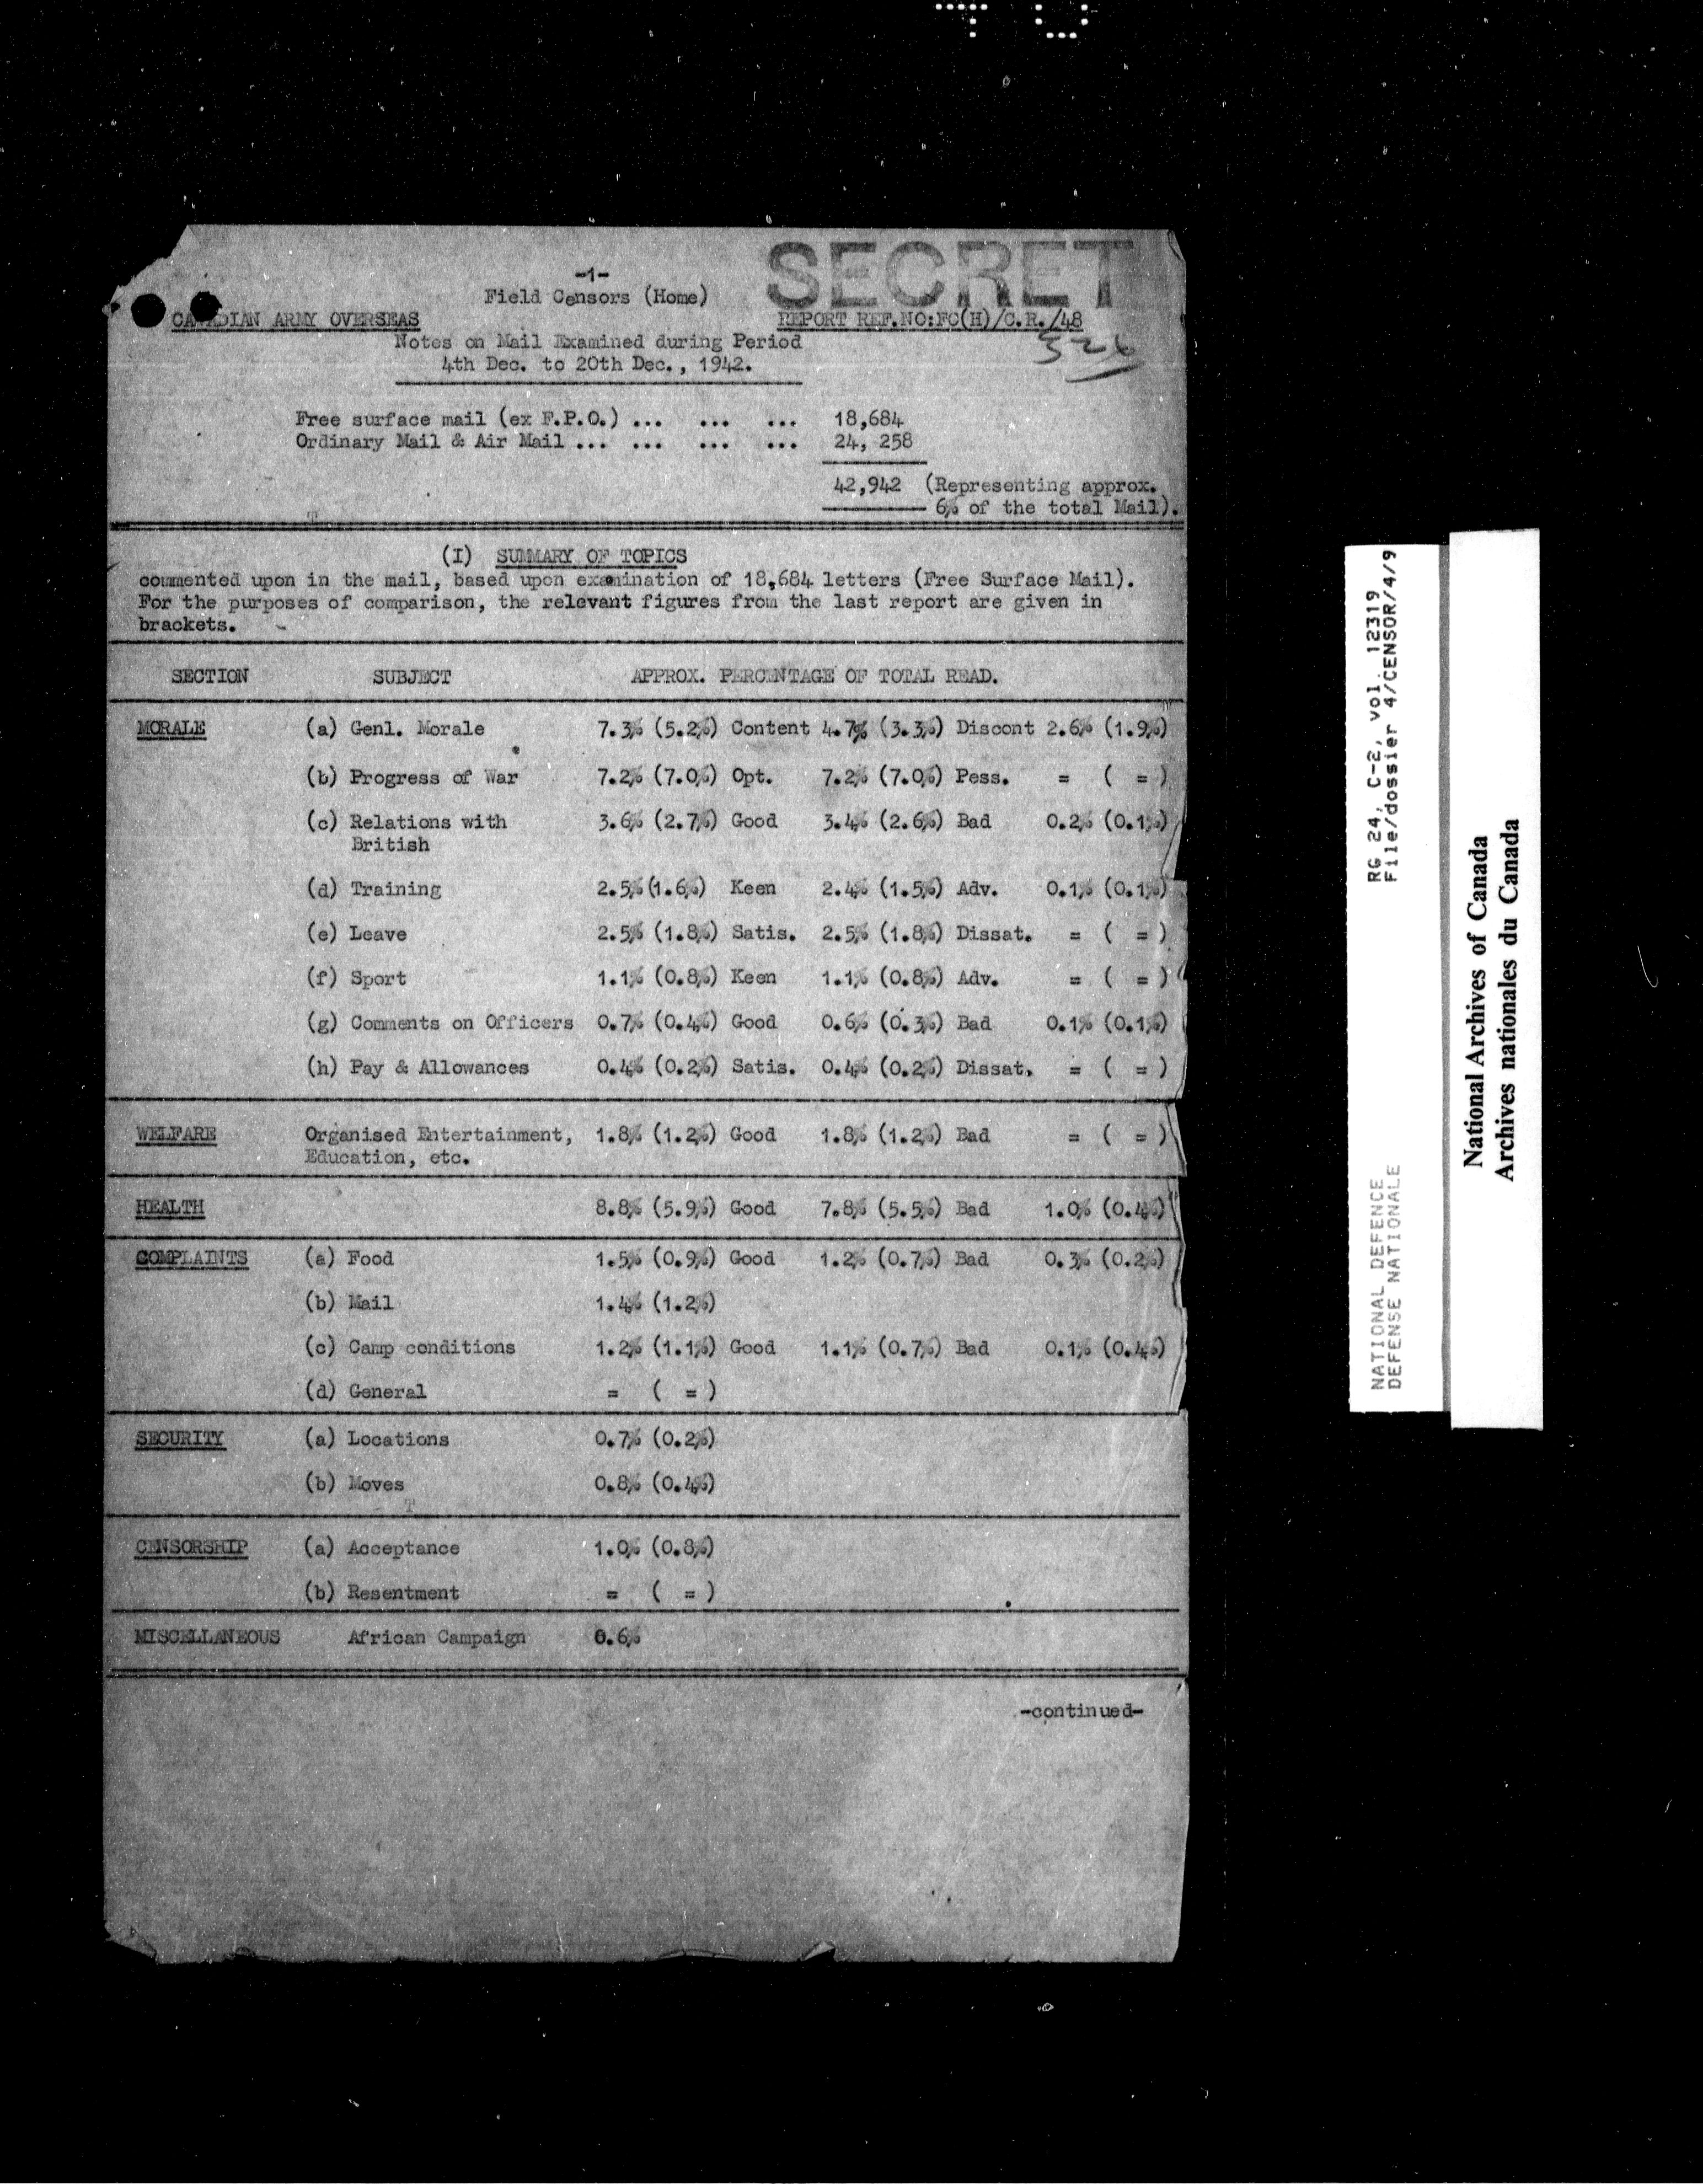 SECRET
-1-
Field Censors (Home)
CANADIAN ARMY OVERSEAS REPORT REF.NO:FC(H)/C.R./48
326
Notes on Mail Examined during Period
4th Dec. to 20th Dec., 1942.
Free surface mail (ex F.P.O.) ... ... ... 18,684
Ordinary Mail & Air Mail ... ... ... ... 24, 258
42,942 (Representing approx.
6% of the total Mail).
(I) SUMMARY OF TOPICS
commented upon in the mail, based upon examination of 18,684 letters (Free Surface Mail).
For the purposes of comparison, the relevant figures from the last report are given in
brackets.
SECTION SUBJECT APPROX. PERCENTAGE OF TOTAL READ.
MORALE (a) Genl. Morale 7.3% (5.2%) Content 4.7% (3.3%) Discont 2.6% (1.9%)
(b) Progress of War 7.2% (7.0%) Opt. 7.2% (7.0%) Pess. = ( = )
(c) Relations with 3.6% (2.7%) Good 3.4% (2.6%) Bad 0.2% (0.1%)
British
(d) Training 2.5% (1.6%) Keen 2.4% (1.5%) Adv. 0.1% (0.1%)
(e) Leave 2.5% (1.8%) Satis. 2.5% (1.8%) Dissat. = ( = )
(f) Sport 1.1% (0.8%) Keen 1.1% (0.8%) Adv. = ( = )
(g) Comments on Officers 0.7% (0.4%) Good 0.6% (0.3%) Bad 0.1% (0.1%)
(h) Pay & Allowances 0.4% (0.2%) Satis. 0.4% (0.2%) Dissat. = ( = )
WELFARE Organised Entertainment, 1.8% (1.2%) Good 1.8% (1.2%) Bad = ( = )
Education, etc.
HEALTH 8.8% (5.9%) Good 7.8% (5.5%) Bad 1.0% (0.4%)
COMPLAINTS (a) Food 1.5% (0.9%) Good 1.2% (0.7%) Bad 0.3% (0.2%)
(b) Mail 1.4% (1.2%)
(c) Camp conditions 1.2% (1.1%) Good 1.1% (0.7%) Bad 0.1% (0.4%)
(d) General = ( = )
SECURITY (a) Locations 0.7% (0.2%)
(b) Moves 0.8% (0.4%)
CENSORSHIP (a) Acceptance 1.0% (0.8%)
(b) Resentment = ( = )
MISCELLANEOUS African Campaign 0.6%
-continued-
NATIONAL DEFENCE RG 24, C-2, vol. 12319
DEFENSE NATIONALE File/dossier 4/CENSOR/4/9
National Archives of Canada
Archives nationales du Canada